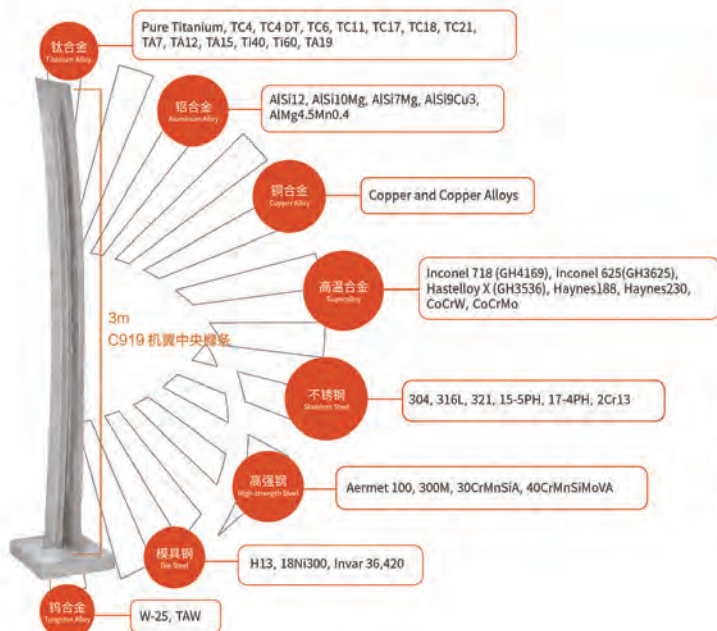 钛合金
Titanium Alloy
Pure Titanium, TC4, TC4 DT, TC6, TC11, TC17, TC18, TC21,
TA7, TA12, TA15, Ti40, Ti60, TA19
铝合金
Aluminum Alloy
AlSi12, AlSi10Mg, AlSi7Mg, AlSi9Cu3,
AlMg4.5Mn0.4
铜合金
Copper Alloy
Copper and Copper Alloys
高温合金
Superalloy
Inconel 718 (GH4169), Inconel 625(GH3625),
Hastelloy X (GH3536), Haynes188, Haynes230,
CoCrW, CoCrMo
3m
C919 机翼中央缘条
不锈钢
Stainless Steel
304, 316L, 321, 15-5PH, 17-4PH, 2Cr13
高强钢
High-strength Steel
Aermet 100, 300M, 30CrMnSiA, 40CrMnSiMoVA
模具钢
Die Steel
H13, 18Ni300, Invar 36,420
钨合金
Tungsten Alloy
W-25, TAW